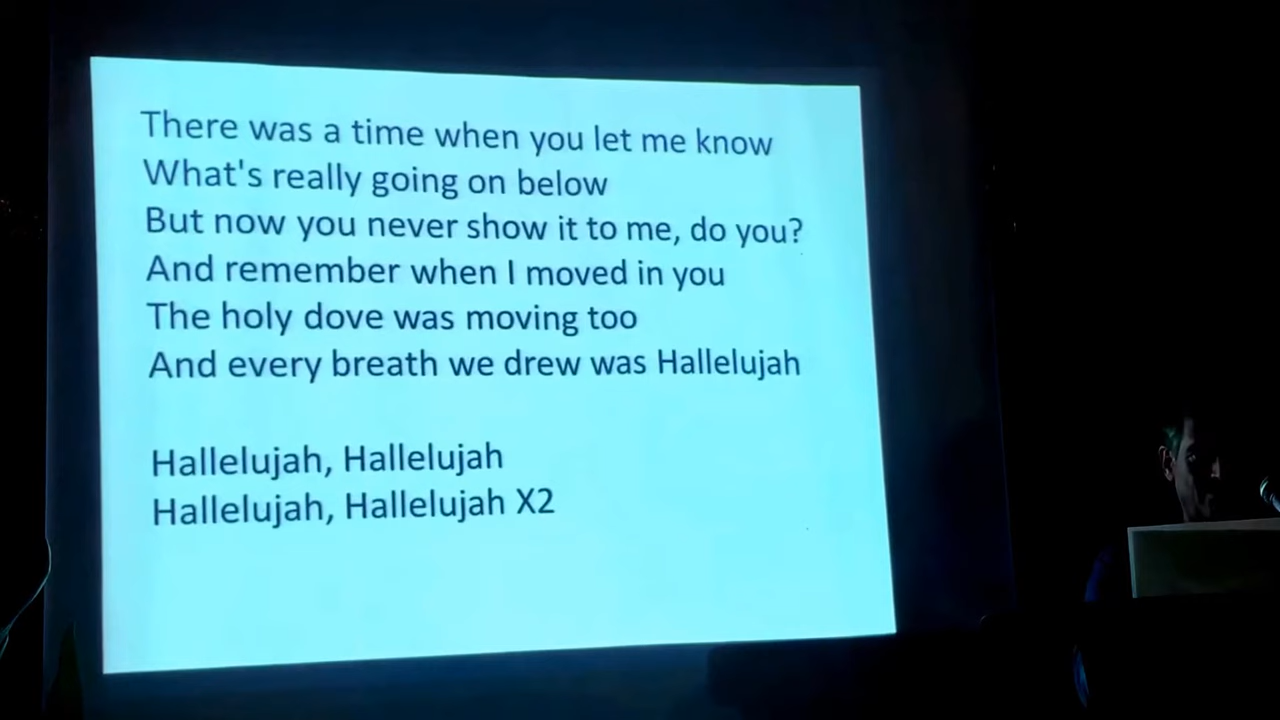 There was a time when you let me know
What's really going on below
But now you never show it to me, do you?
And remember when I moved in you
The holy dove was moving too
And every breath we drew was Hallelujah
Hallelujah, Hallelujah
Hallelujah, Hallelujah X2